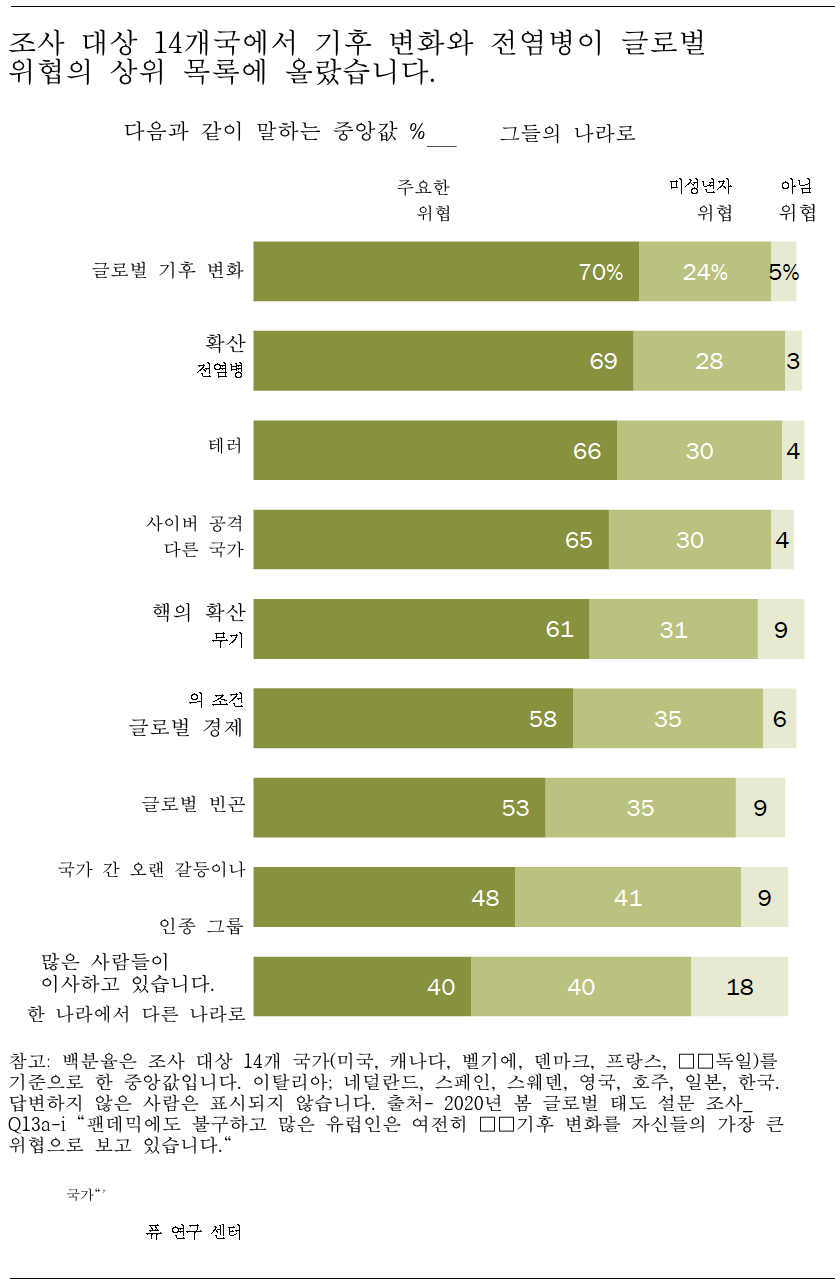 조사 대상 14개국에서 기후 변화와 전염병이 글로벌
위협의 상위 목록에 올랐습니다.
다음과 같이 말하는 중앙값 %__ 그들의 나라로
주요한 미성년자 아님
위협 위협 위협
글로벌 기후 변화 70% 24% 5%
확산
전염병 69 28 3
테러 66 30 4
사이버 공격
다른 국가 65 30 4
핵의 확산
무기 61 31 9
의 조건
글로벌 경제 58 35 6
글로벌 빈곤 53 35 9
국가 간 오랜 갈등이나
48 41 9
인종 그룹
많은 사람들이
이사하고 있습니다. 40 40 18
한 나라에서 다른 나라로
참고: 백분율은 조사 대상 14개 국가(미국, 캐나다, 벨기에, 덴마크, 프랑스, □□독일)를
기준으로 한 중앙값입니다. 이탈리아; 네덜란드, 스페인, 스웨덴, 영국, 호주, 일본, 한국.
답변하지 않은 사람은 표시되지 않습니다. 출처- 2020년 봄 글로벌 태도 설문 조사_
Q13a-i “팬데믹에도 불구하고 많은 유럽인은 여전히 □□기후 변화를 자신들의 가장 큰
위협으로 보고 있습니다.“
국가“’
퓨 연구 센터